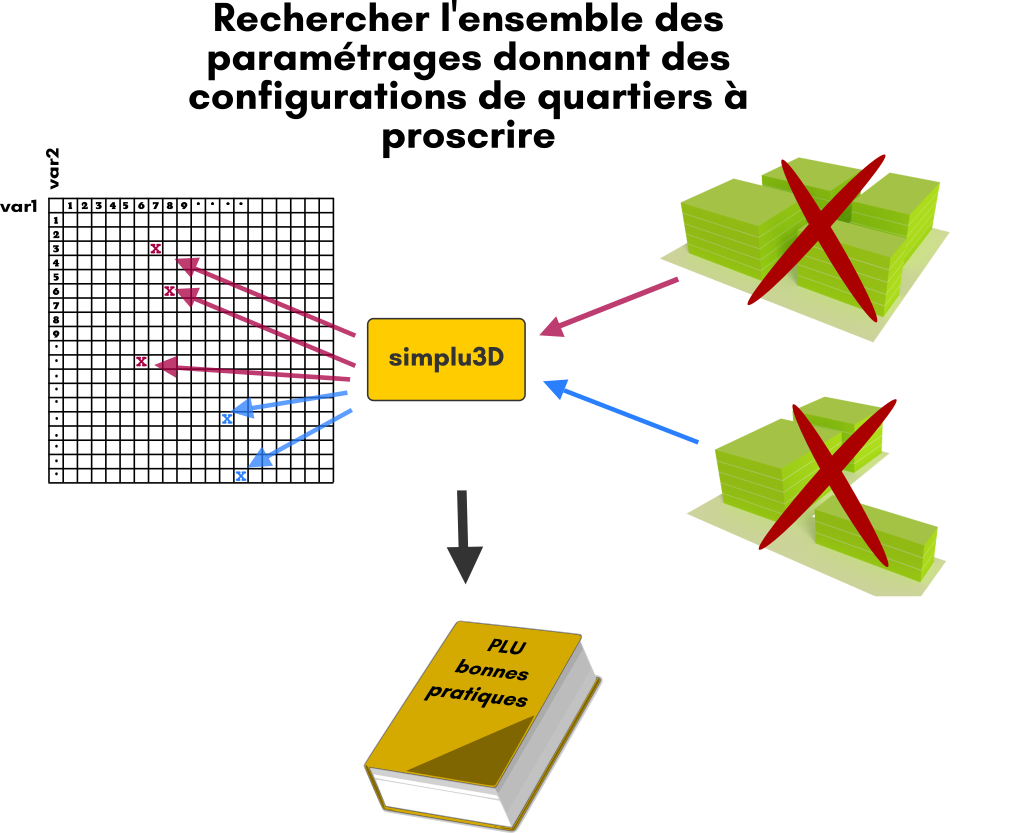 Rechercher l'ensemble des
paramétrages donnant des
configurations de quartiers à
proscrire
var2
var1
1 2 3 4 5 6 7 8 9 . . . .
1
2
3
x
4
5
6
x
7
8
9
.
.
x
.
.
.
.
x
.
.
.
.
x
simplu3D
PLU
bonnes
pratiques